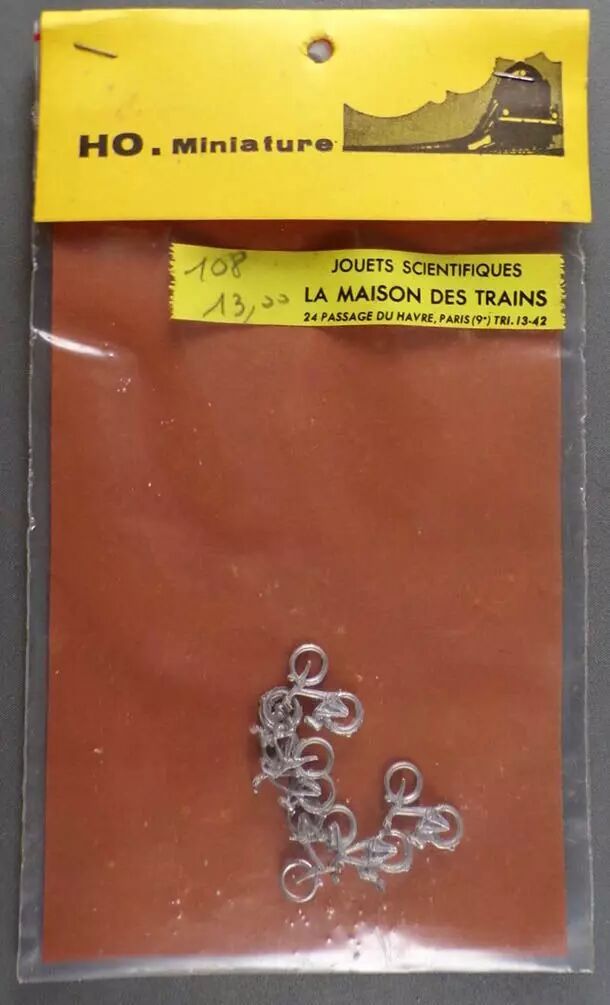 HO. Miniature
108
13,00
JOUETS SCIENTIFIQUES
LA MAISON DES TRAINS
24 PASSAGE DU HAVRE, PARIS (9e) TRI. 13-42